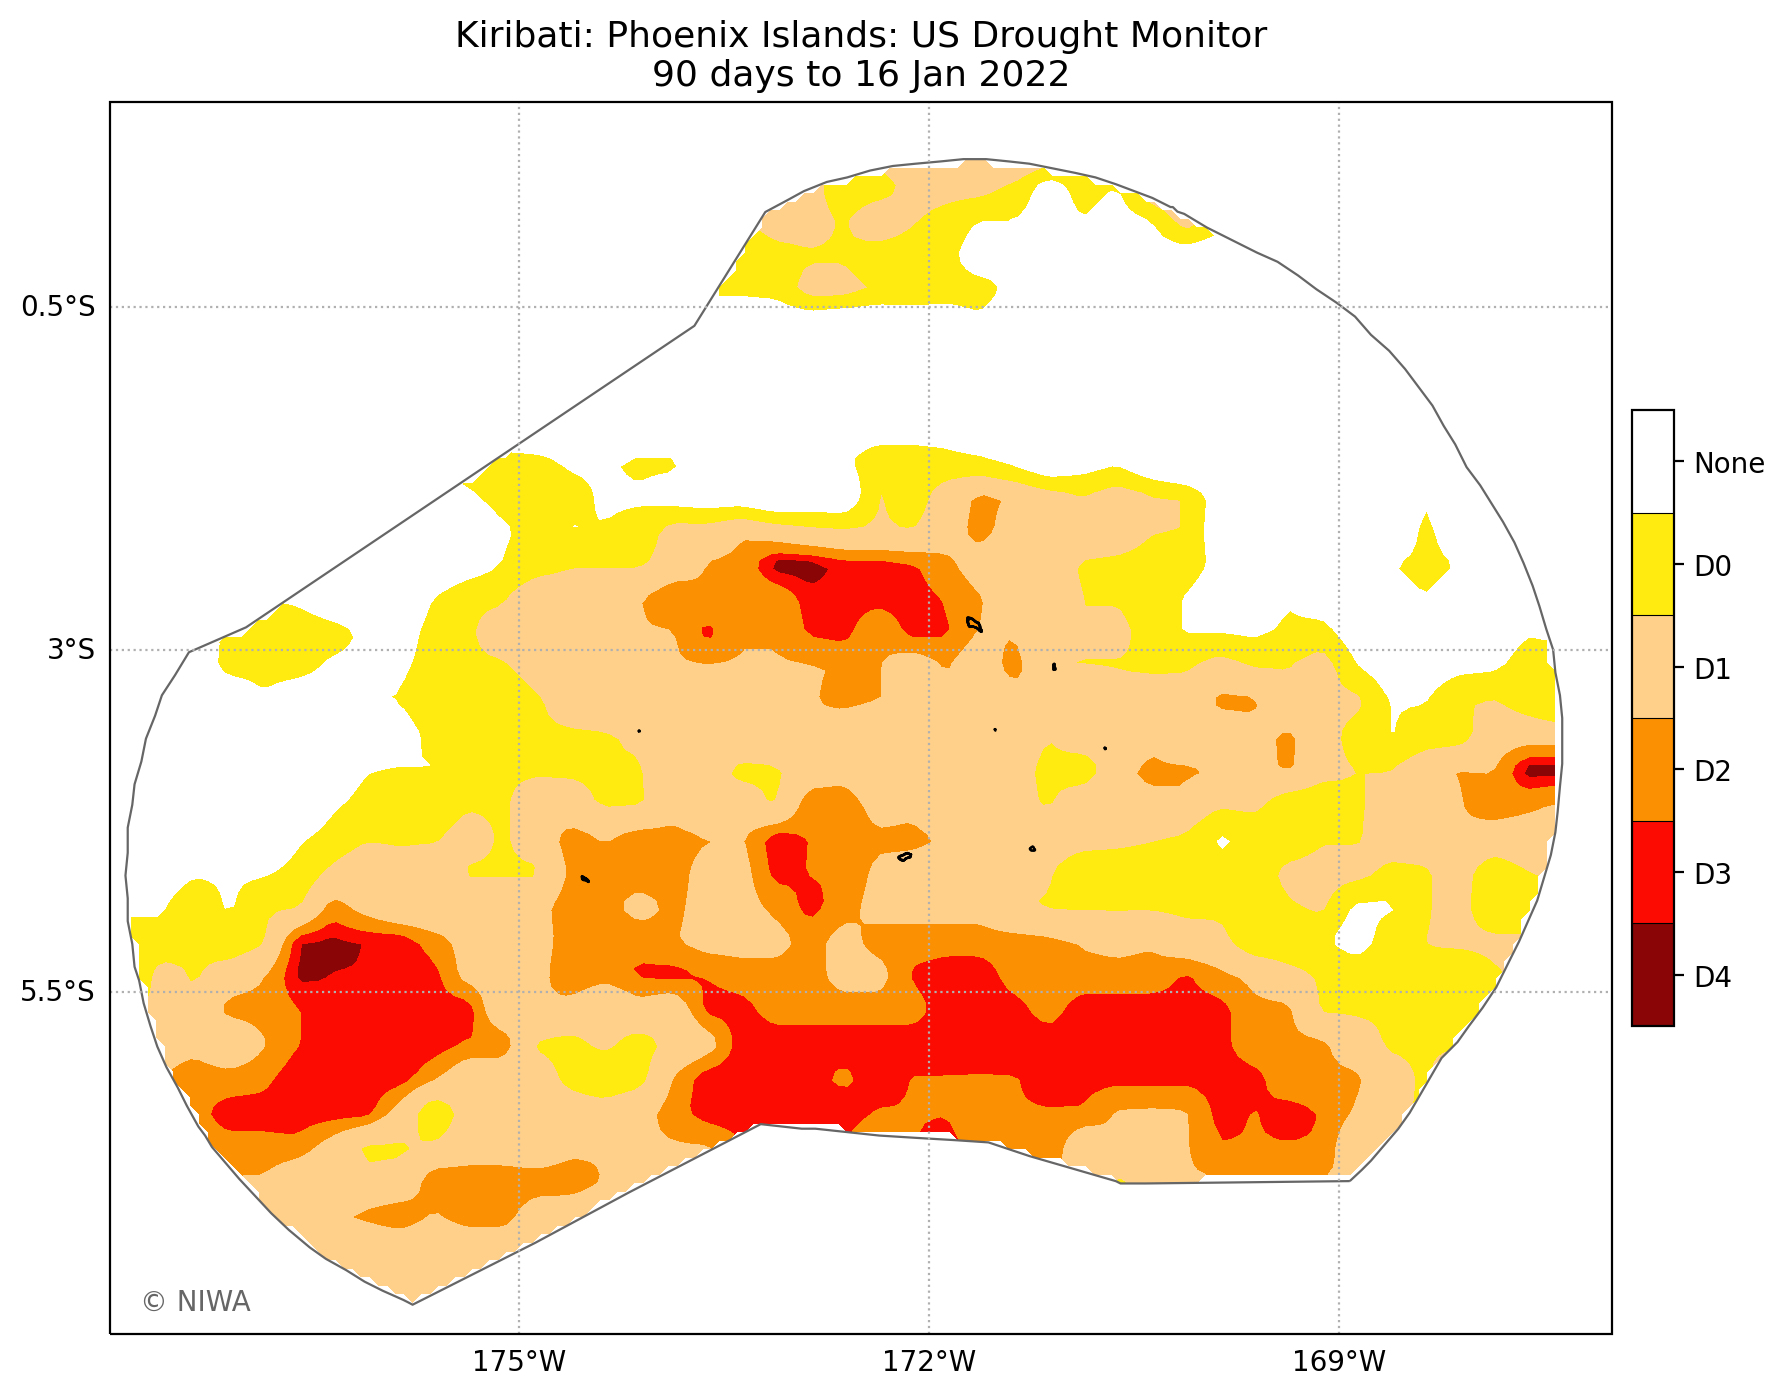 Kiribati: Phoenix Islands: US Drought Monitor
90 days to 16 Jan 2022
0.5°S
3°S
5.5°S
175°W
172°W
169°W
None
D0
D1
D2
D3
D4
© NIWA